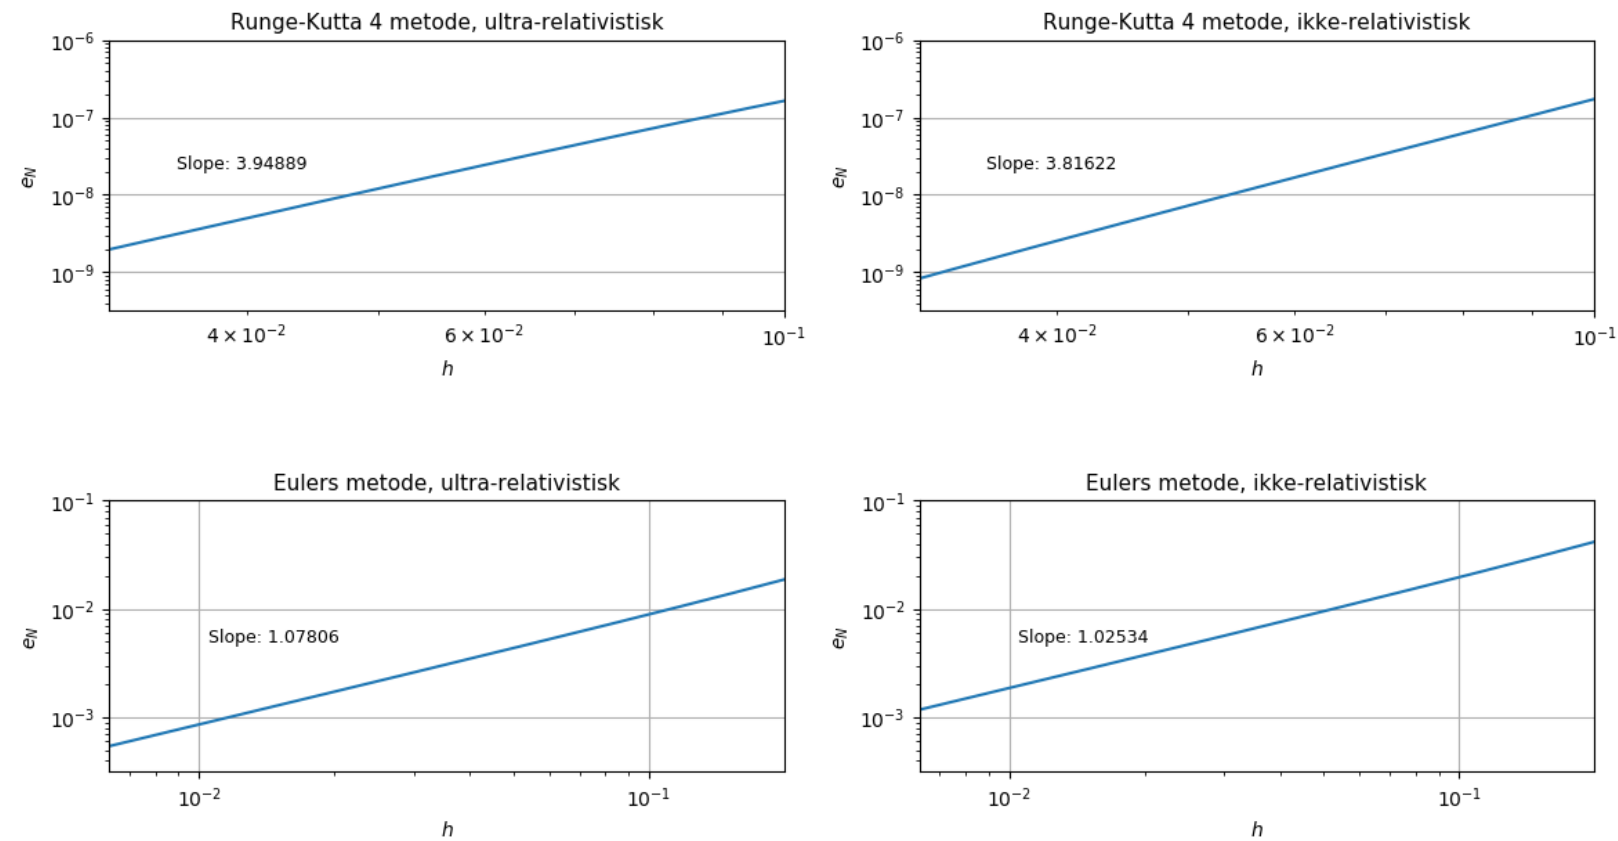 Runge-Kutta 4 metode, ultra-relativistisk
10⁻⁶
10⁻⁷
10⁻⁸
10⁻⁹
e_N
Slope: 3.94889
4 × 10⁻²
6 × 10⁻²
10⁻¹
h
Runge-Kutta 4 metode, ikke-relativistisk
10⁻⁶
10⁻⁷
10⁻⁸
10⁻⁹
e_N
Slope: 3.81622
4 × 10⁻²
6 × 10⁻²
10⁻¹
h
Eulers metode, ultra-relativistisk
10⁻¹
10⁻²
10⁻³
e_N
Slope: 1.07806
10⁻²
10⁻¹
h
Eulers metode, ikke-relativistisk
10⁻¹
10⁻²
10⁻³
e_N
Slope: 1.02534
10⁻²
10⁻¹
h